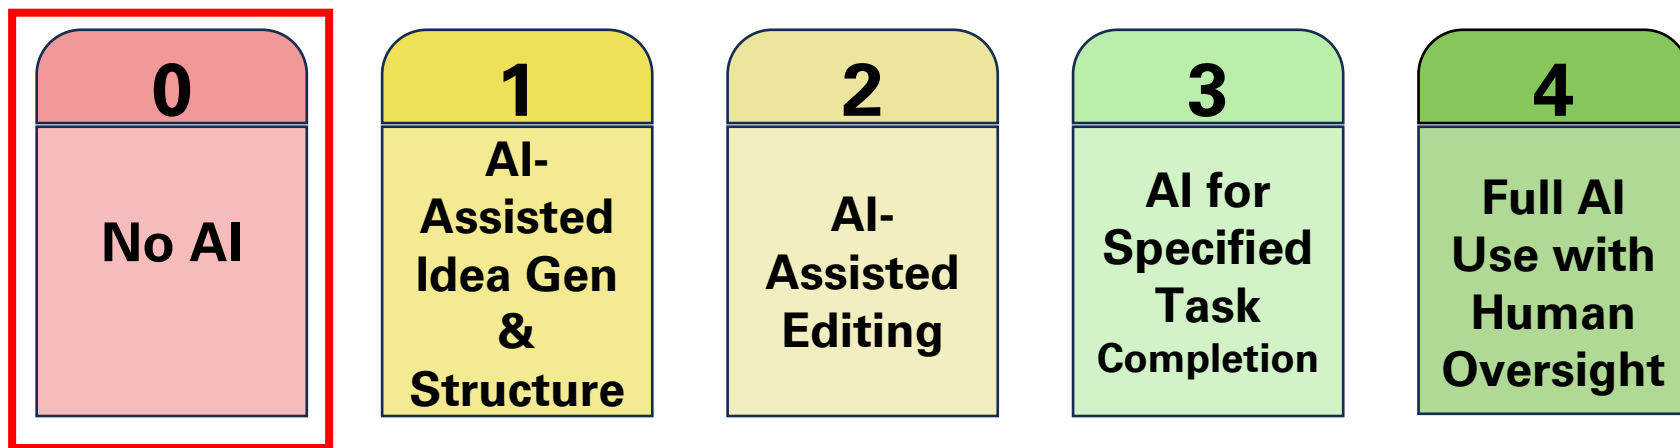 0
No AI
1
AI-
Assisted
Idea Gen
&
Structure
2
AI-
Assisted
Editing
3
AI for
Specified
Task
Completion
4
Full AI
Use with
Human
Oversight